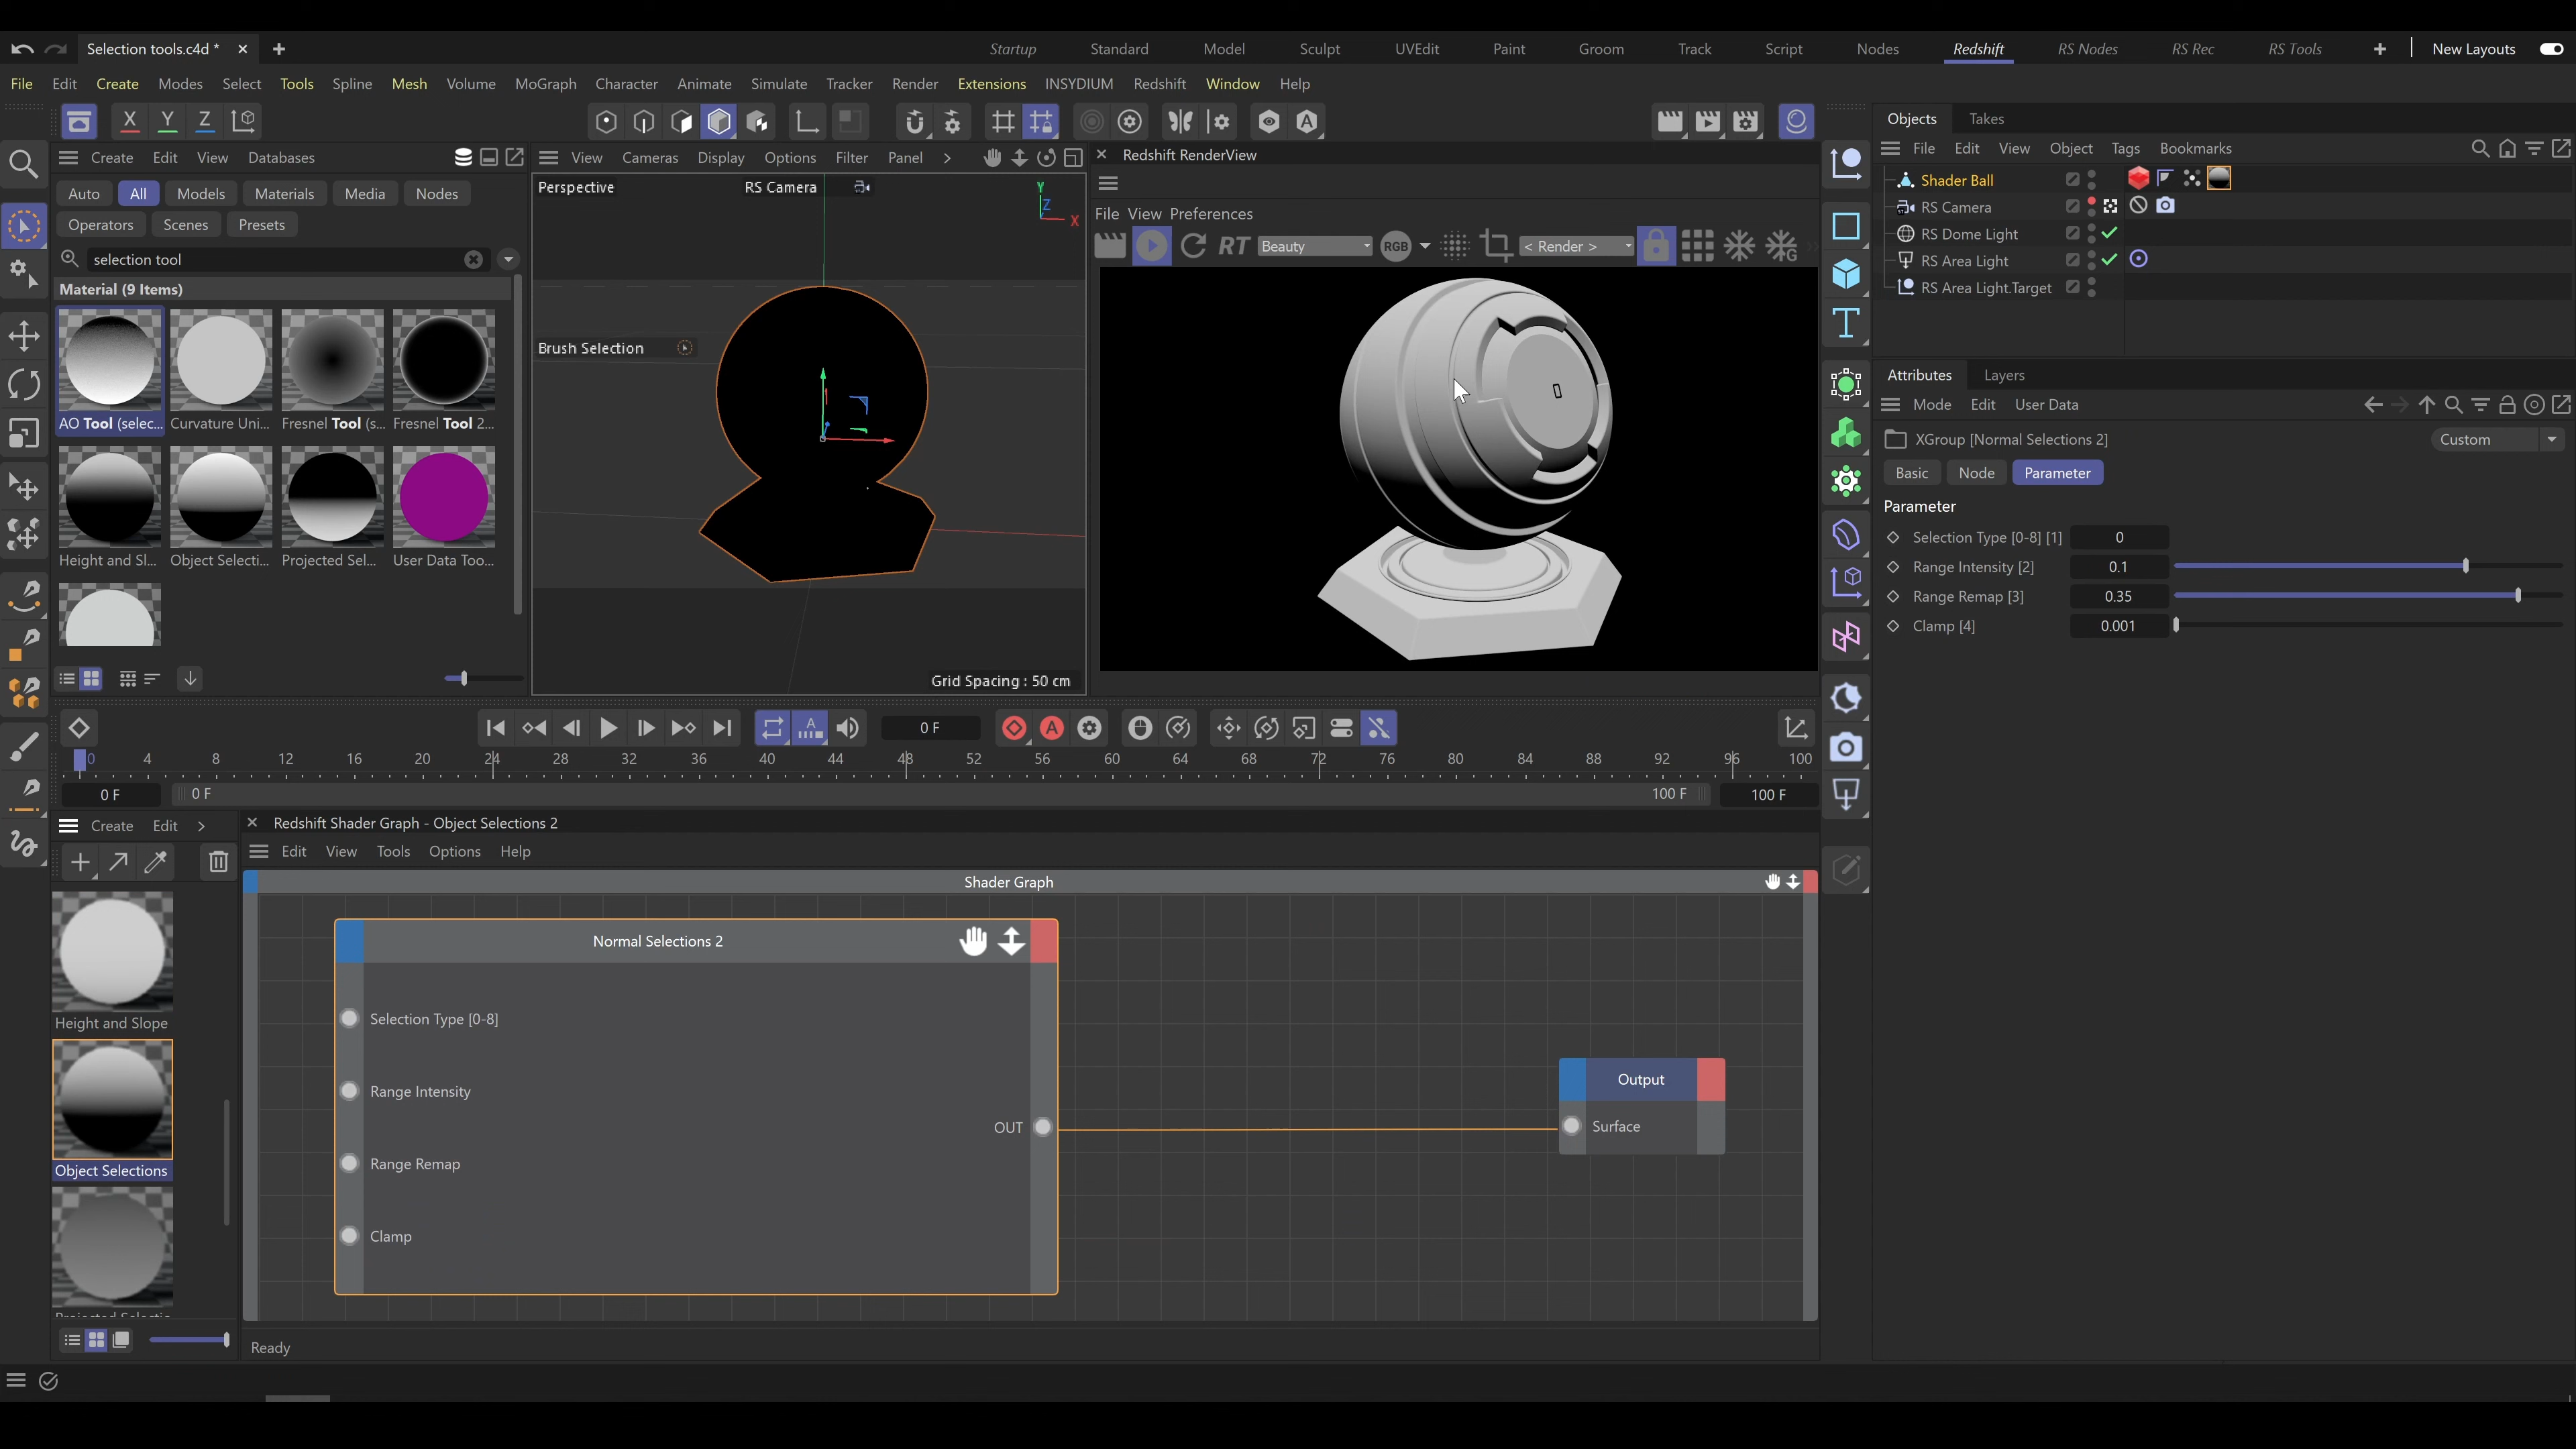 Selection tools.c4d *
Startup Standard Model Sculpt UVEdit Paint Groom Track Script Nodes Redshift RS Nodes RS Rec RS Tools New Layouts
File Edit Create Modes Select Tools Spline Mesh Volume MoGraph Character Animate Simulate Tracker Render Extensions INSYDIUM Redshift Window Help
X Y Z
Objects Takes
Create Edit View Databases
View Cameras Display Options Filter Panel
Redshift RenderView
File Edit View Object Tags Bookmarks
Auto All Models Materials Media Nodes
Operators Scenes Presets
selection tool
Material (9 Items)
AO Tool (selec... Curvature Uni... Fresnel Tool (s... Fresnel Tool 2...
Height and Sl... Object Selecti... Projected Sel... User Data Too...
Perspective RS Camera
Y
Z
X
Brush Selection
Grid Spacing : 50 cm
File View Preferences
RT Beauty RGB < Render >
Shader Ball
RS Camera
RS Dome Light
RS Area Light
RS Area Light.Target
Attributes Layers
Mode Edit User Data
XGroup [Normal Selections 2] Custom
Basic Node Parameter
Parameter
Selection Type [0-8] [1] 0
Range Intensity [2] 0.1
Range Remap [3] 0.35
Clamp [4] 0.001
0 F
0 4 8 12 16 20 24 28 32 36 40 44 48 52 56 60 64 68 72 76 80 84 88 92 96 100
0 F 0 F 100 F 100 F
Create Edit
Redshift Shader Graph - Object Selections 2
Edit View Tools Options Help
Shader Graph
Height and Slope
Object Selections
Normal Selections 2
Selection Type [0-8]
Range Intensity
Range Remap
Clamp
OUT
Output
Surface
Ready